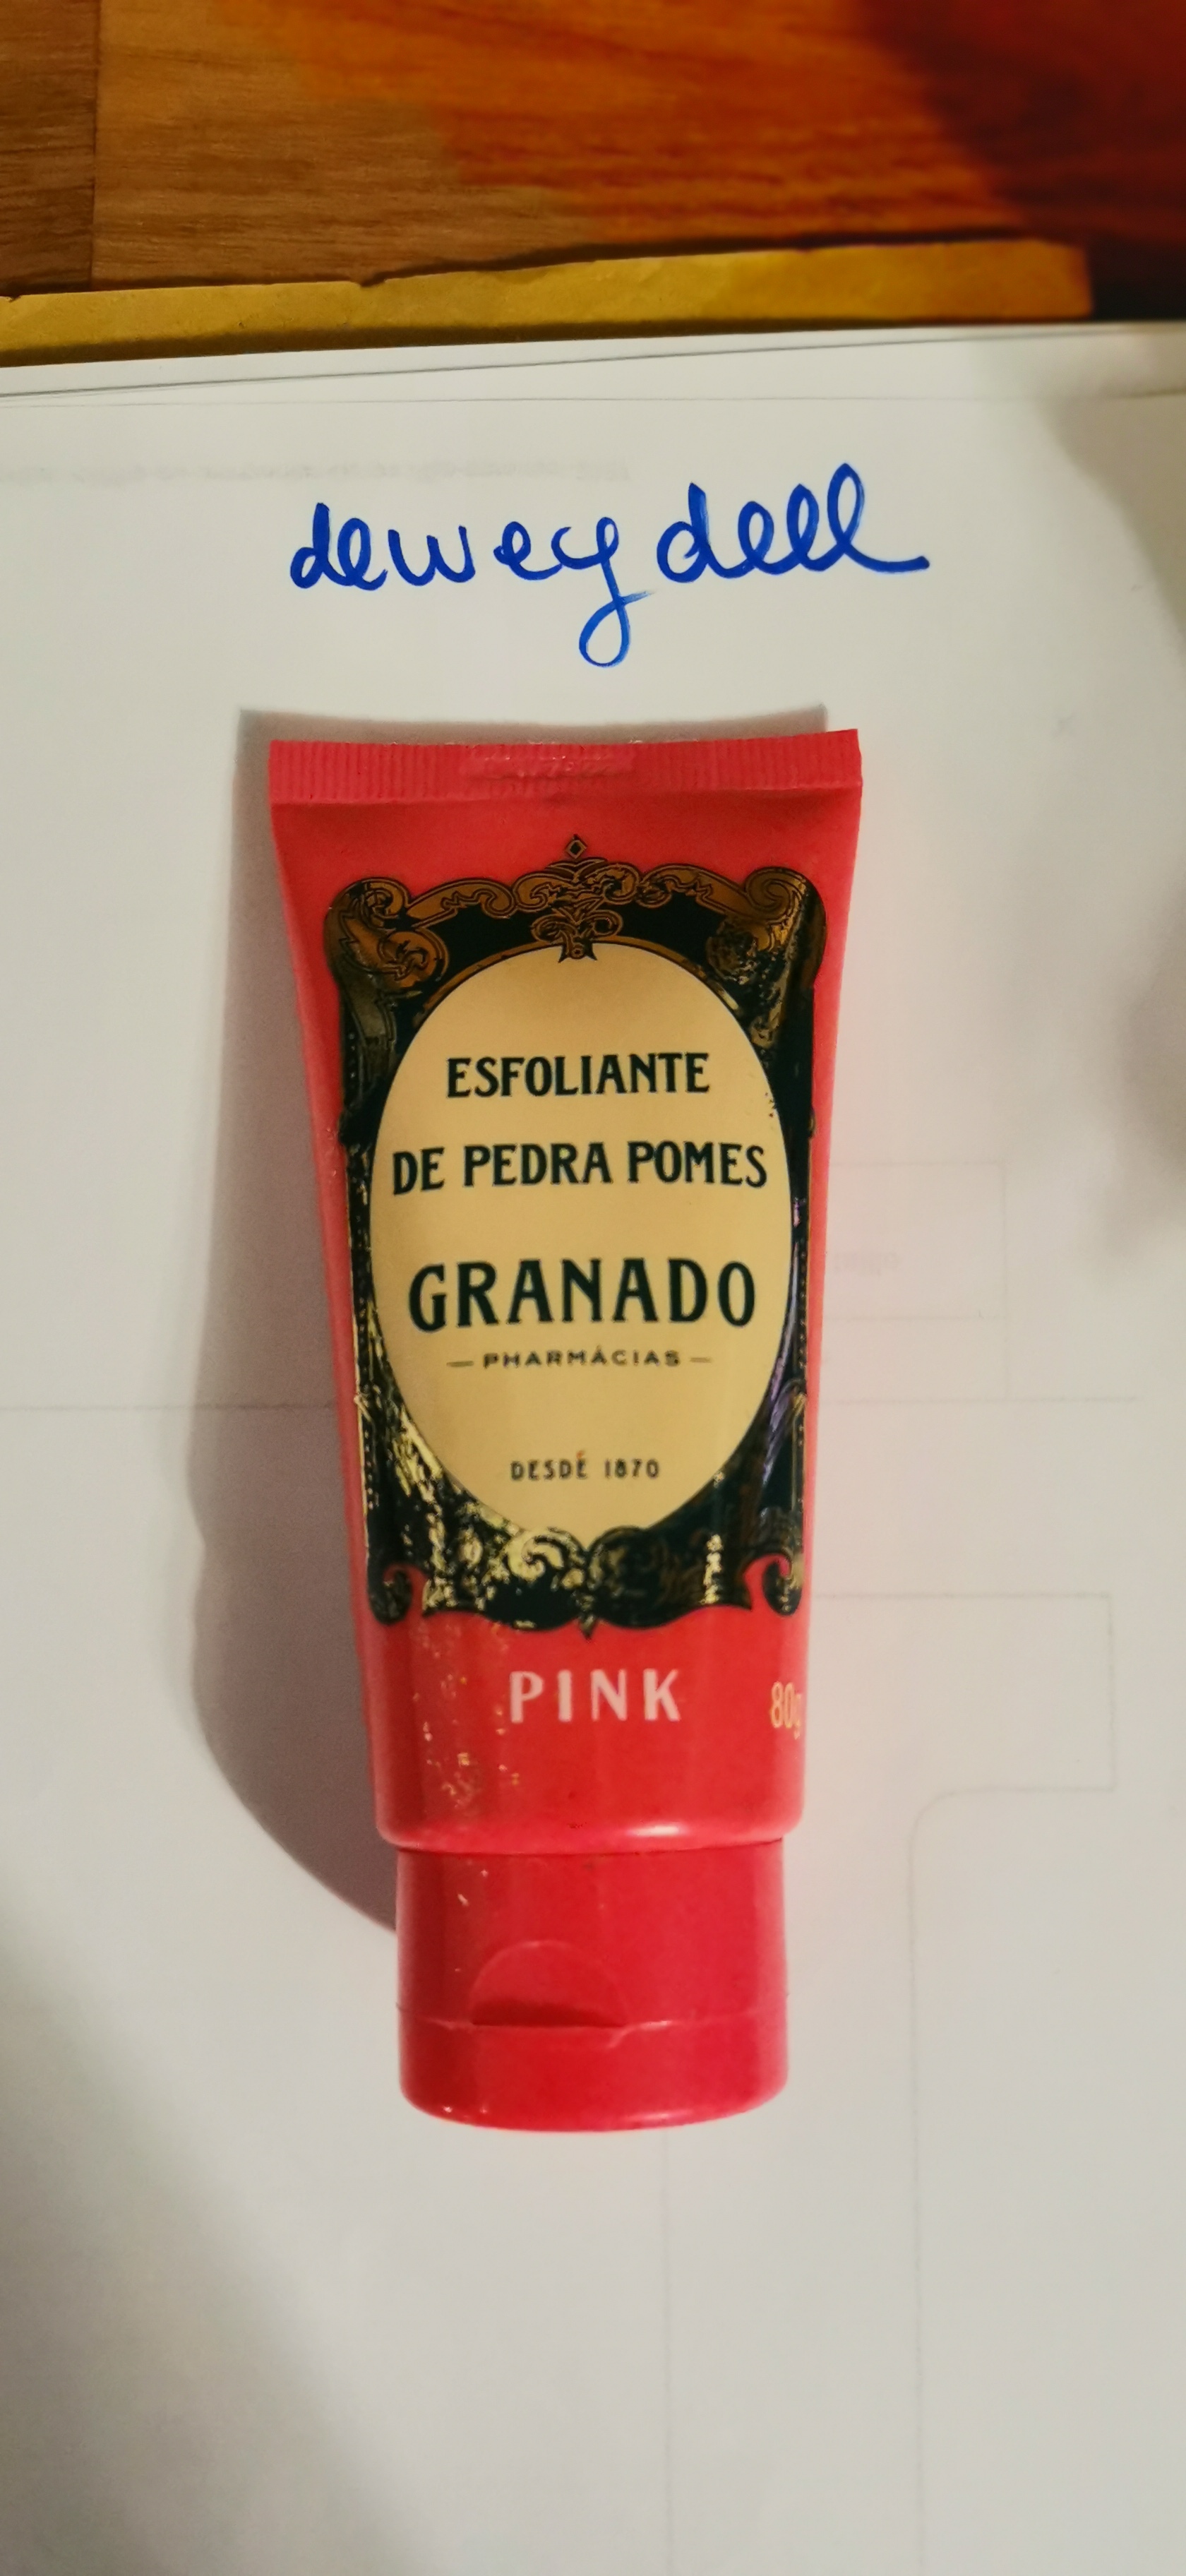 dewey dell
ESFOLIANTE
DE PEDRA POMES
GRANADO
— PHARMÁCIAS —
DESDE 1870
PINK
80g